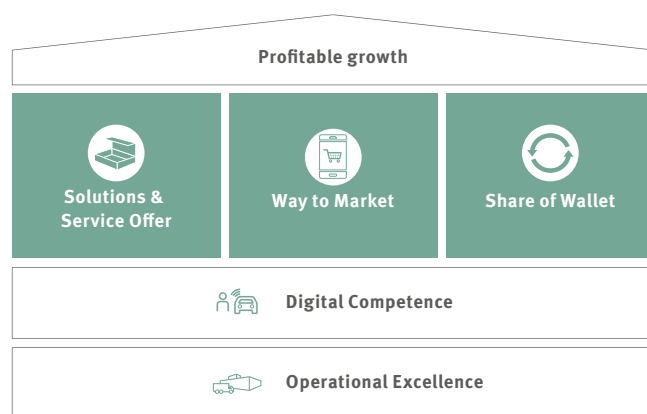 Profitable growth
Solutions &
Service Offer
Way to Market
Share of Wallet
Digital Competence
Operational Excellence